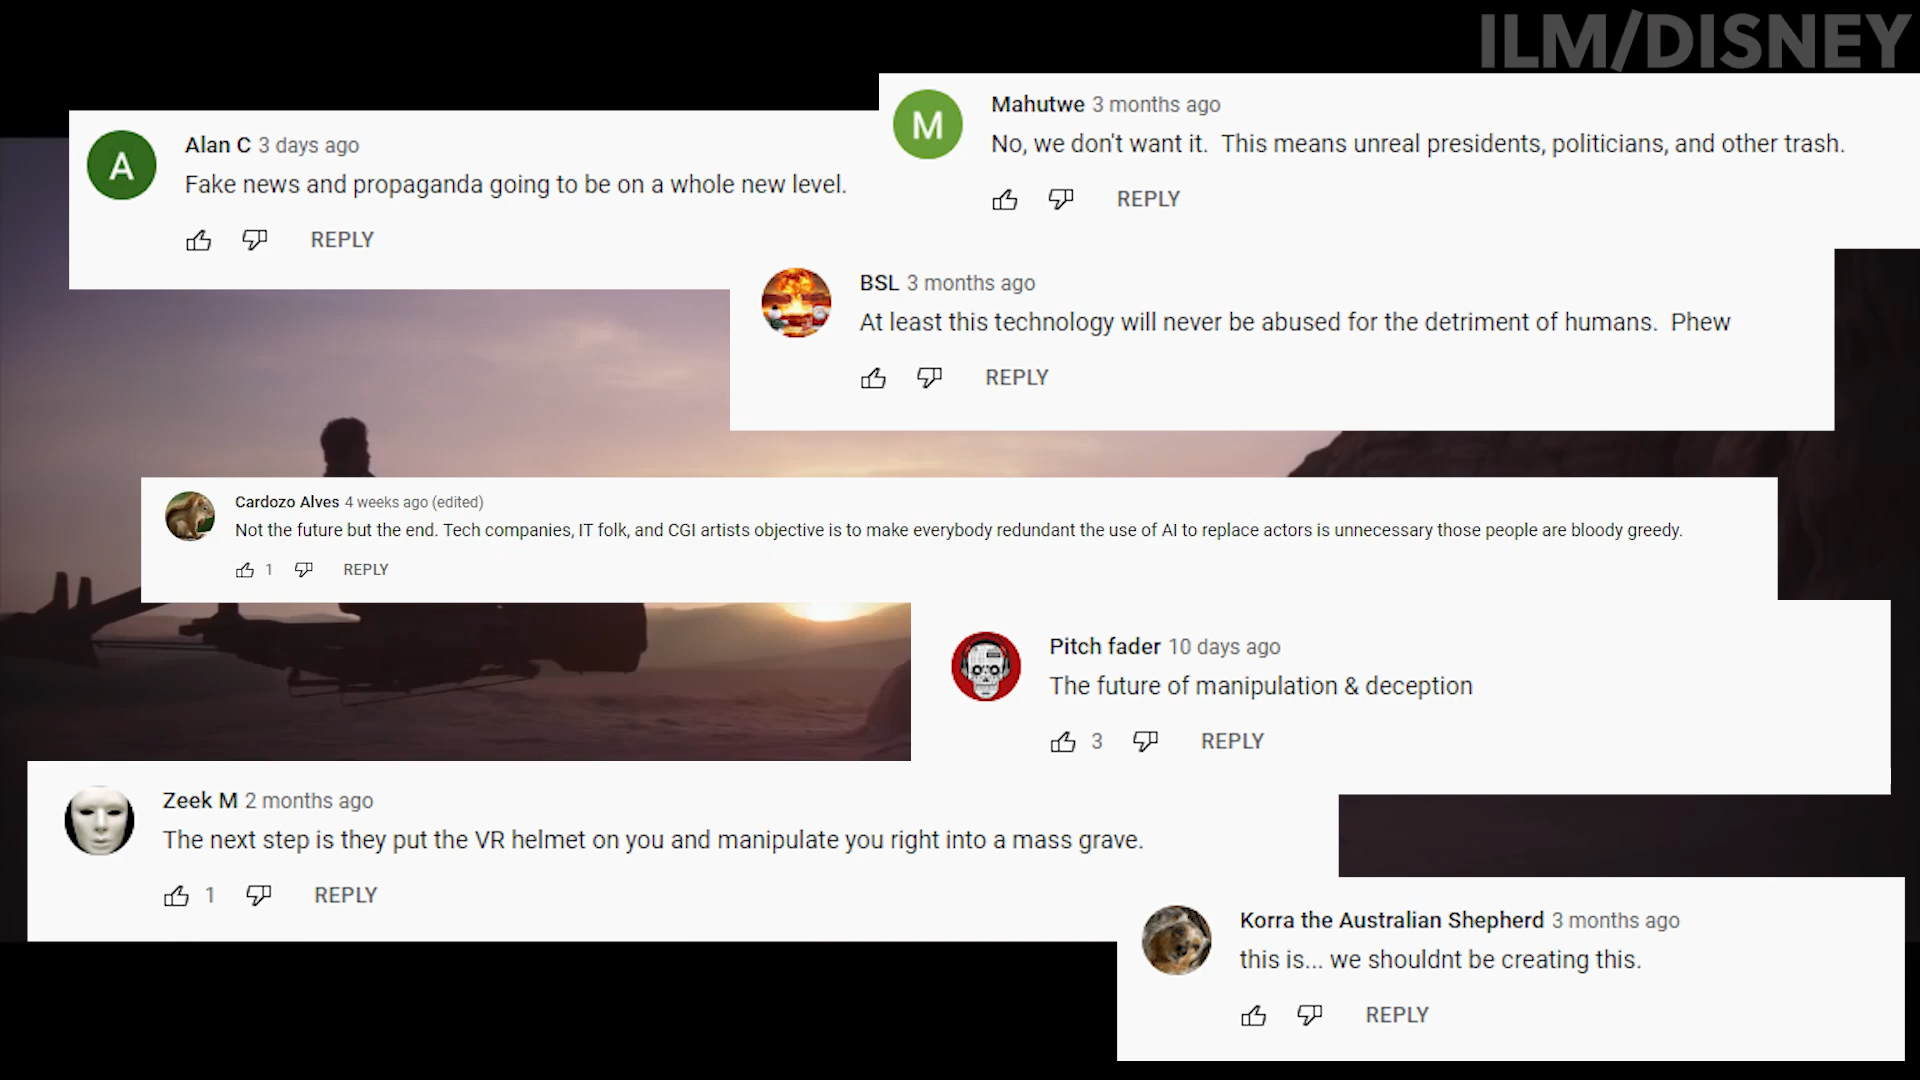 ILM/DISNEY
Alan C 3 days ago
Fake news and propaganda going to be on a whole new level.
REPLY
A
Mahutwe 3 months ago
No, we don't want it.  This means unreal presidents, politicians, and other trash.
REPLY
M
BSL 3 months ago
At least this technology will never be abused for the detriment of humans.  Phew
REPLY
Cardozo Alves 4 weeks ago (edited)
Not the future but the end. Tech companies, IT folk, and CGI artists objective is to make everybody redundant the use of AI to replace actors is unnecessary those people are bloody greedy.
1 REPLY
Pitch fader 10 days ago
The future of manipulation & deception
3 REPLY
Zeek M 2 months ago
The next step is they put the VR helmet on you and manipulate you right into a mass grave.
1 REPLY
Korra the Australian Shepherd 3 months ago
this is... we shouldnt be creating this.
REPLY